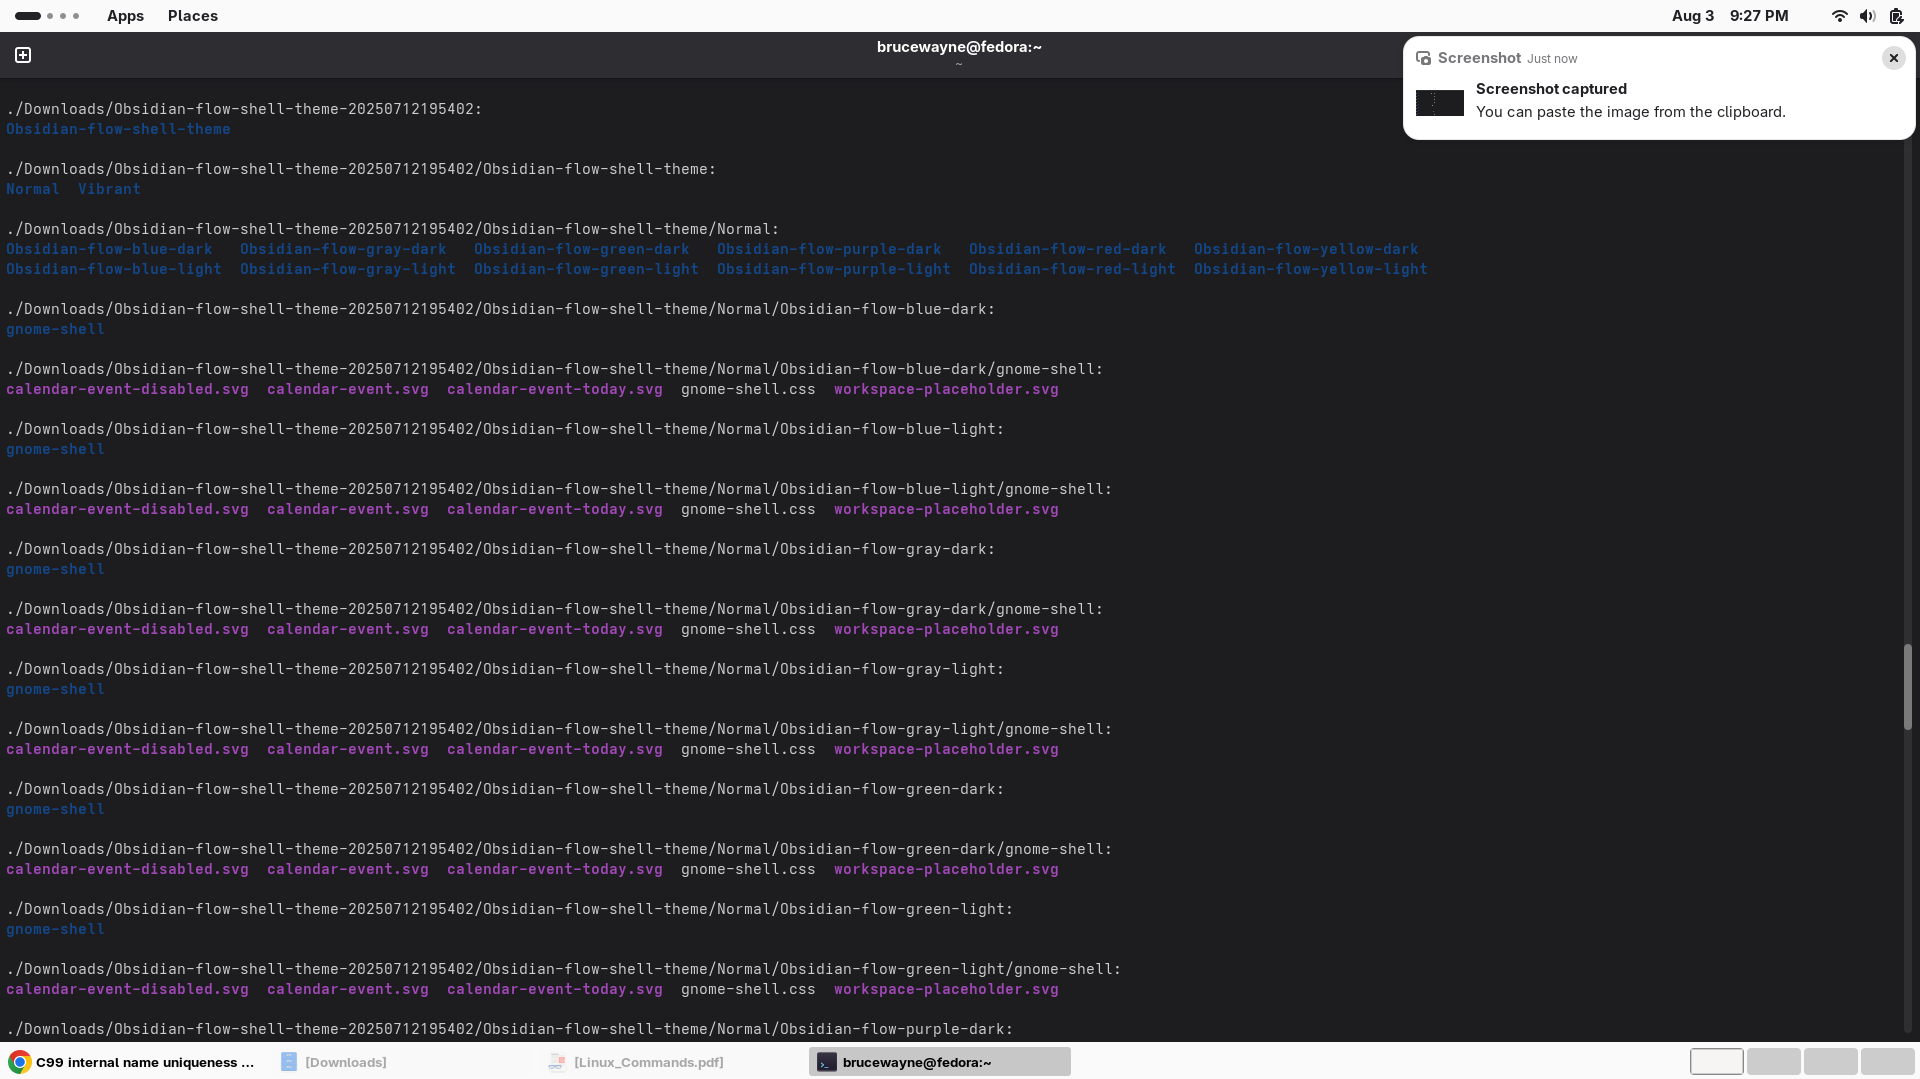 Apps Places Aug 3 9:27 PM
brucewayne@fedora:~
~
Screenshot Just now
Screenshot captured
You can paste the image from the clipboard.
./Downloads/Obsidian-flow-shell-theme-20250712195402:
Obsidian-flow-shell-theme
./Downloads/Obsidian-flow-shell-theme-20250712195402/Obsidian-flow-shell-theme:
Normal Vibrant
./Downloads/Obsidian-flow-shell-theme-20250712195402/Obsidian-flow-shell-theme/Normal:
Obsidian-flow-blue-dark Obsidian-flow-gray-dark Obsidian-flow-green-dark Obsidian-flow-purple-dark Obsidian-flow-red-dark Obsidian-flow-yellow-dark
Obsidian-flow-blue-light Obsidian-flow-gray-light Obsidian-flow-green-light Obsidian-flow-purple-light Obsidian-flow-red-light Obsidian-flow-yellow-light
./Downloads/Obsidian-flow-shell-theme-20250712195402/Obsidian-flow-shell-theme/Normal/Obsidian-flow-blue-dark:
gnome-shell
./Downloads/Obsidian-flow-shell-theme-20250712195402/Obsidian-flow-shell-theme/Normal/Obsidian-flow-blue-dark/gnome-shell:
calendar-event-disabled.svg calendar-event.svg calendar-event-today.svg gnome-shell.css workspace-placeholder.svg
./Downloads/Obsidian-flow-shell-theme-20250712195402/Obsidian-flow-shell-theme/Normal/Obsidian-flow-blue-light:
gnome-shell
./Downloads/Obsidian-flow-shell-theme-20250712195402/Obsidian-flow-shell-theme/Normal/Obsidian-flow-blue-light/gnome-shell:
calendar-event-disabled.svg calendar-event.svg calendar-event-today.svg gnome-shell.css workspace-placeholder.svg
./Downloads/Obsidian-flow-shell-theme-20250712195402/Obsidian-flow-shell-theme/Normal/Obsidian-flow-gray-dark:
gnome-shell
./Downloads/Obsidian-flow-shell-theme-20250712195402/Obsidian-flow-shell-theme/Normal/Obsidian-flow-gray-dark/gnome-shell:
calendar-event-disabled.svg calendar-event.svg calendar-event-today.svg gnome-shell.css workspace-placeholder.svg
./Downloads/Obsidian-flow-shell-theme-20250712195402/Obsidian-flow-shell-theme/Normal/Obsidian-flow-gray-light:
gnome-shell
./Downloads/Obsidian-flow-shell-theme-20250712195402/Obsidian-flow-shell-theme/Normal/Obsidian-flow-gray-light/gnome-shell:
calendar-event-disabled.svg calendar-event.svg calendar-event-today.svg gnome-shell.css workspace-placeholder.svg
./Downloads/Obsidian-flow-shell-theme-20250712195402/Obsidian-flow-shell-theme/Normal/Obsidian-flow-green-dark:
gnome-shell
./Downloads/Obsidian-flow-shell-theme-20250712195402/Obsidian-flow-shell-theme/Normal/Obsidian-flow-green-dark/gnome-shell:
calendar-event-disabled.svg calendar-event.svg calendar-event-today.svg gnome-shell.css workspace-placeholder.svg
./Downloads/Obsidian-flow-shell-theme-20250712195402/Obsidian-flow-shell-theme/Normal/Obsidian-flow-green-light:
gnome-shell
./Downloads/Obsidian-flow-shell-theme-20250712195402/Obsidian-flow-shell-theme/Normal/Obsidian-flow-green-light/gnome-shell:
calendar-event-disabled.svg calendar-event.svg calendar-event-today.svg gnome-shell.css workspace-placeholder.svg
./Downloads/Obsidian-flow-shell-theme-20250712195402/Obsidian-flow-shell-theme/Normal/Obsidian-flow-purple-dark:
C99 internal name uniqueness ... [Downloads] [Linux_Commands.pdf] brucewayne@fedora:~